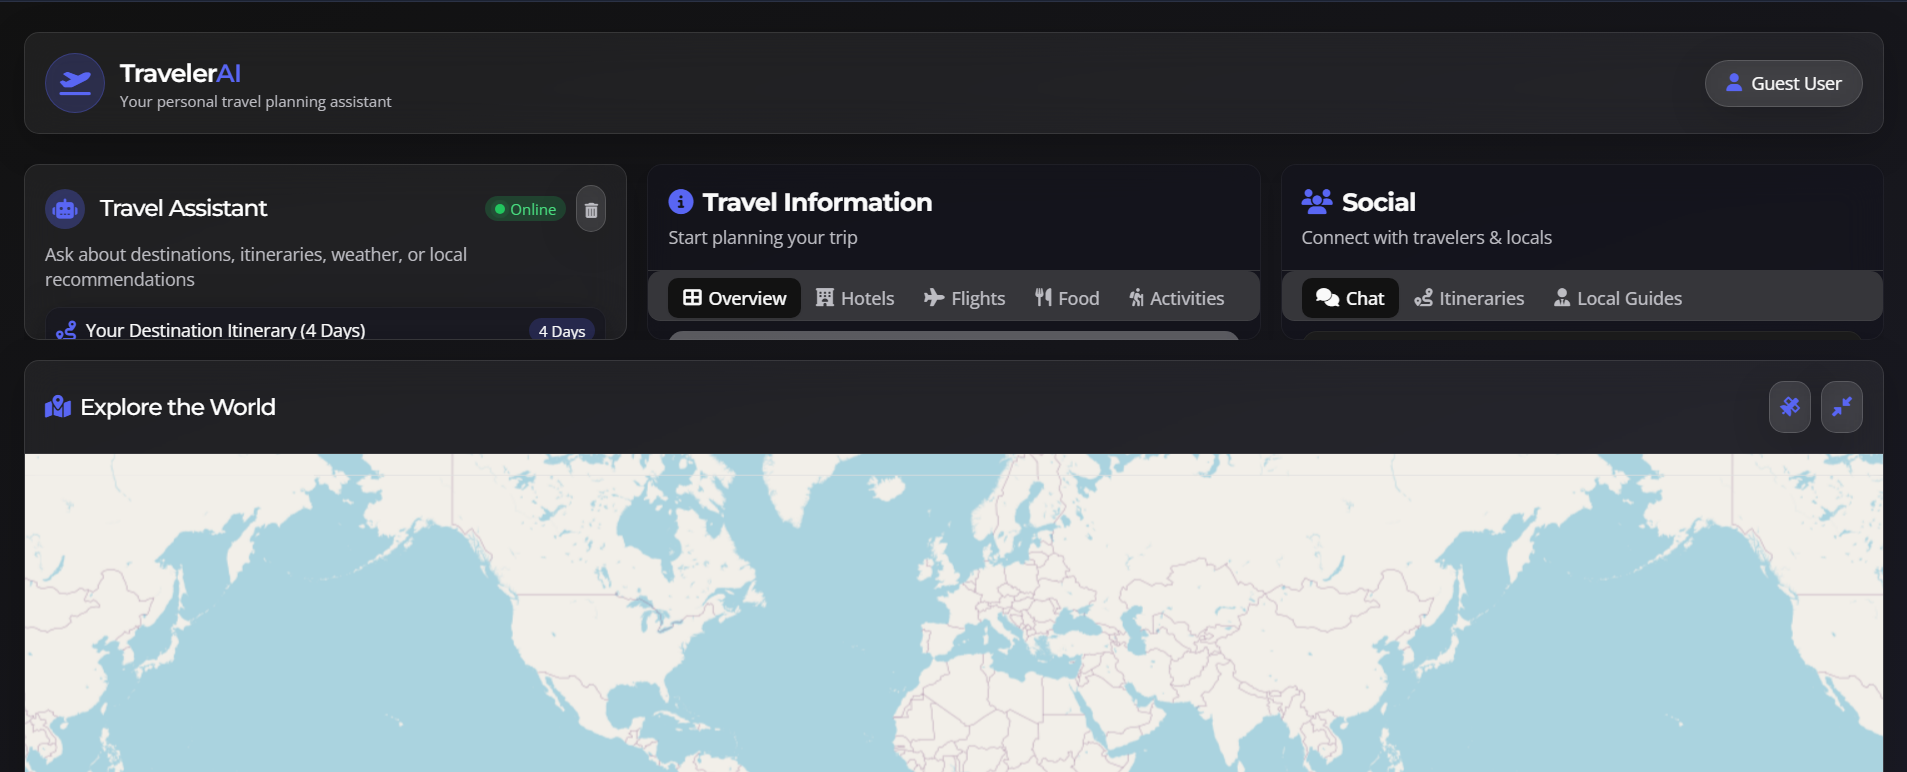 TravelerAI
Your personal travel planning assistant
Guest User
Travel Assistant
Online
Ask about destinations, itineraries, weather, or local
recommendations
Your Destination Itinerary (4 Days)
4 Days
Travel Information
Start planning your trip
Overview Hotels Flights Food Activities
Social
Connect with travelers & locals
Chat Itineraries Local Guides
Explore the World